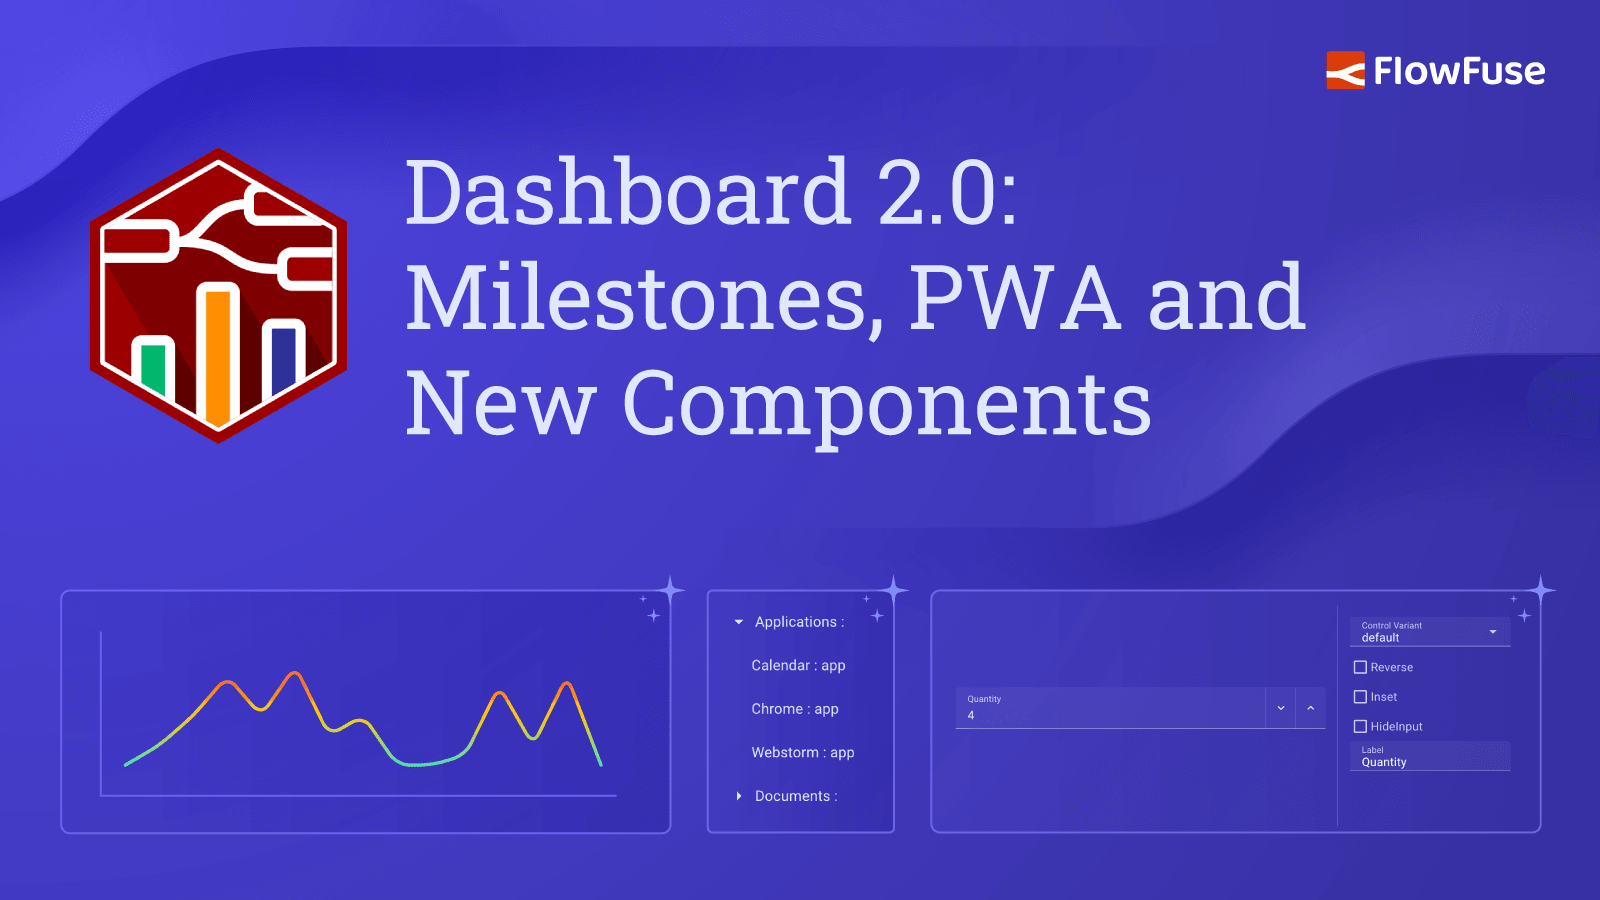 FlowFuse
Dashboard 2.0:
Milestones, PWA and
New Components
Applications :
Calendar : app
Chrome : app
Webstorm : app
Documents :
Quantity
4
Control Variant
default
Reverse
Inset
HideInput
Label
Quantity